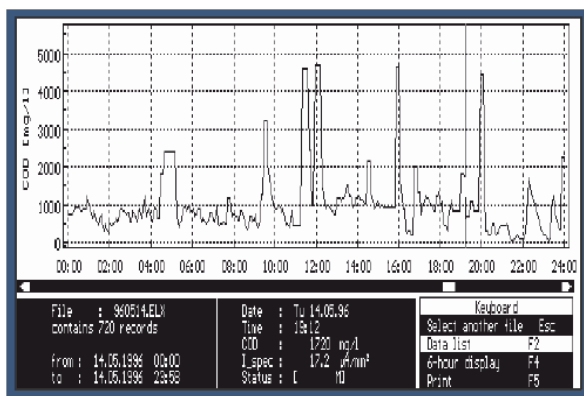 COD [mg/l]
5000
4000
3000
2000
1000
0
00:00 02:00 04:00 06:00 08:00 10:00 12:00 14:00 16:00 18:00 20:00 22:00 24:00
File : 960514.ELX
contains 720 records
from : 14.05.1996 00:00
to : 14.05.1996 23:58
Date : Tu 14.05.96
Time : 19:12
COD : 1720 mg/l
I_spec : 17.2 µA/mm²
Status : [ M]
Keyboard
Select another file Esc
Data list F2
6-hour display F4
Print F5